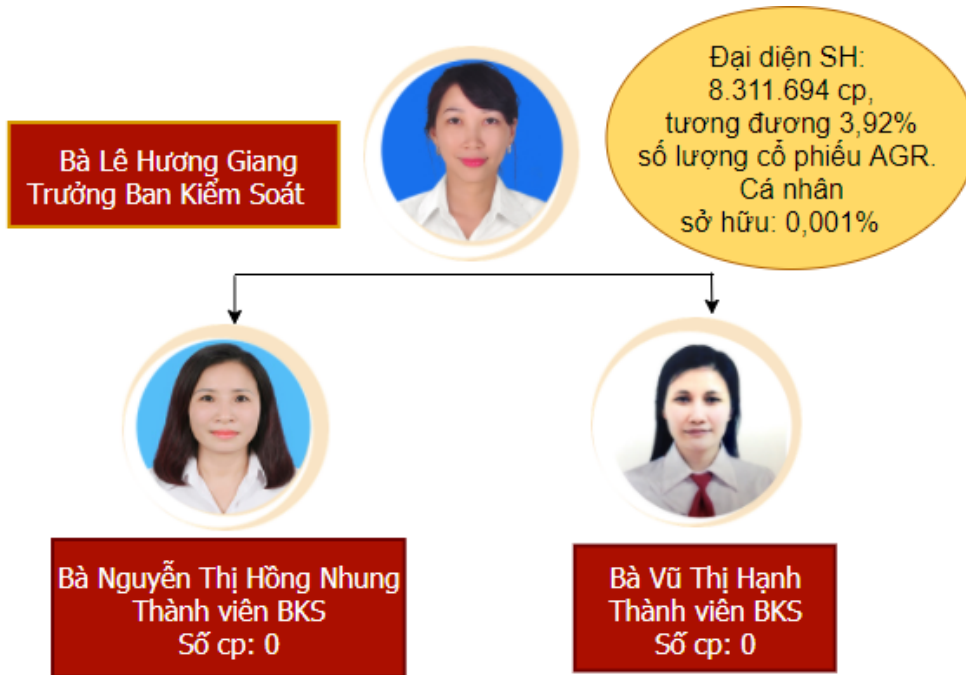 Bà Lê Hương Giang
Trưởng Ban Kiểm Soát
Đại diện SH:
8.311.694 cp,
tương đương 3,92%
số lượng cổ phiếu AGR.
Cá nhân
sở hữu: 0,001%
Bà Nguyễn Thị Hồng Nhung
Thành viên BKS
Số cp: 0
Bà Vũ Thị Hạnh
Thành viên BKS
Số cp: 0